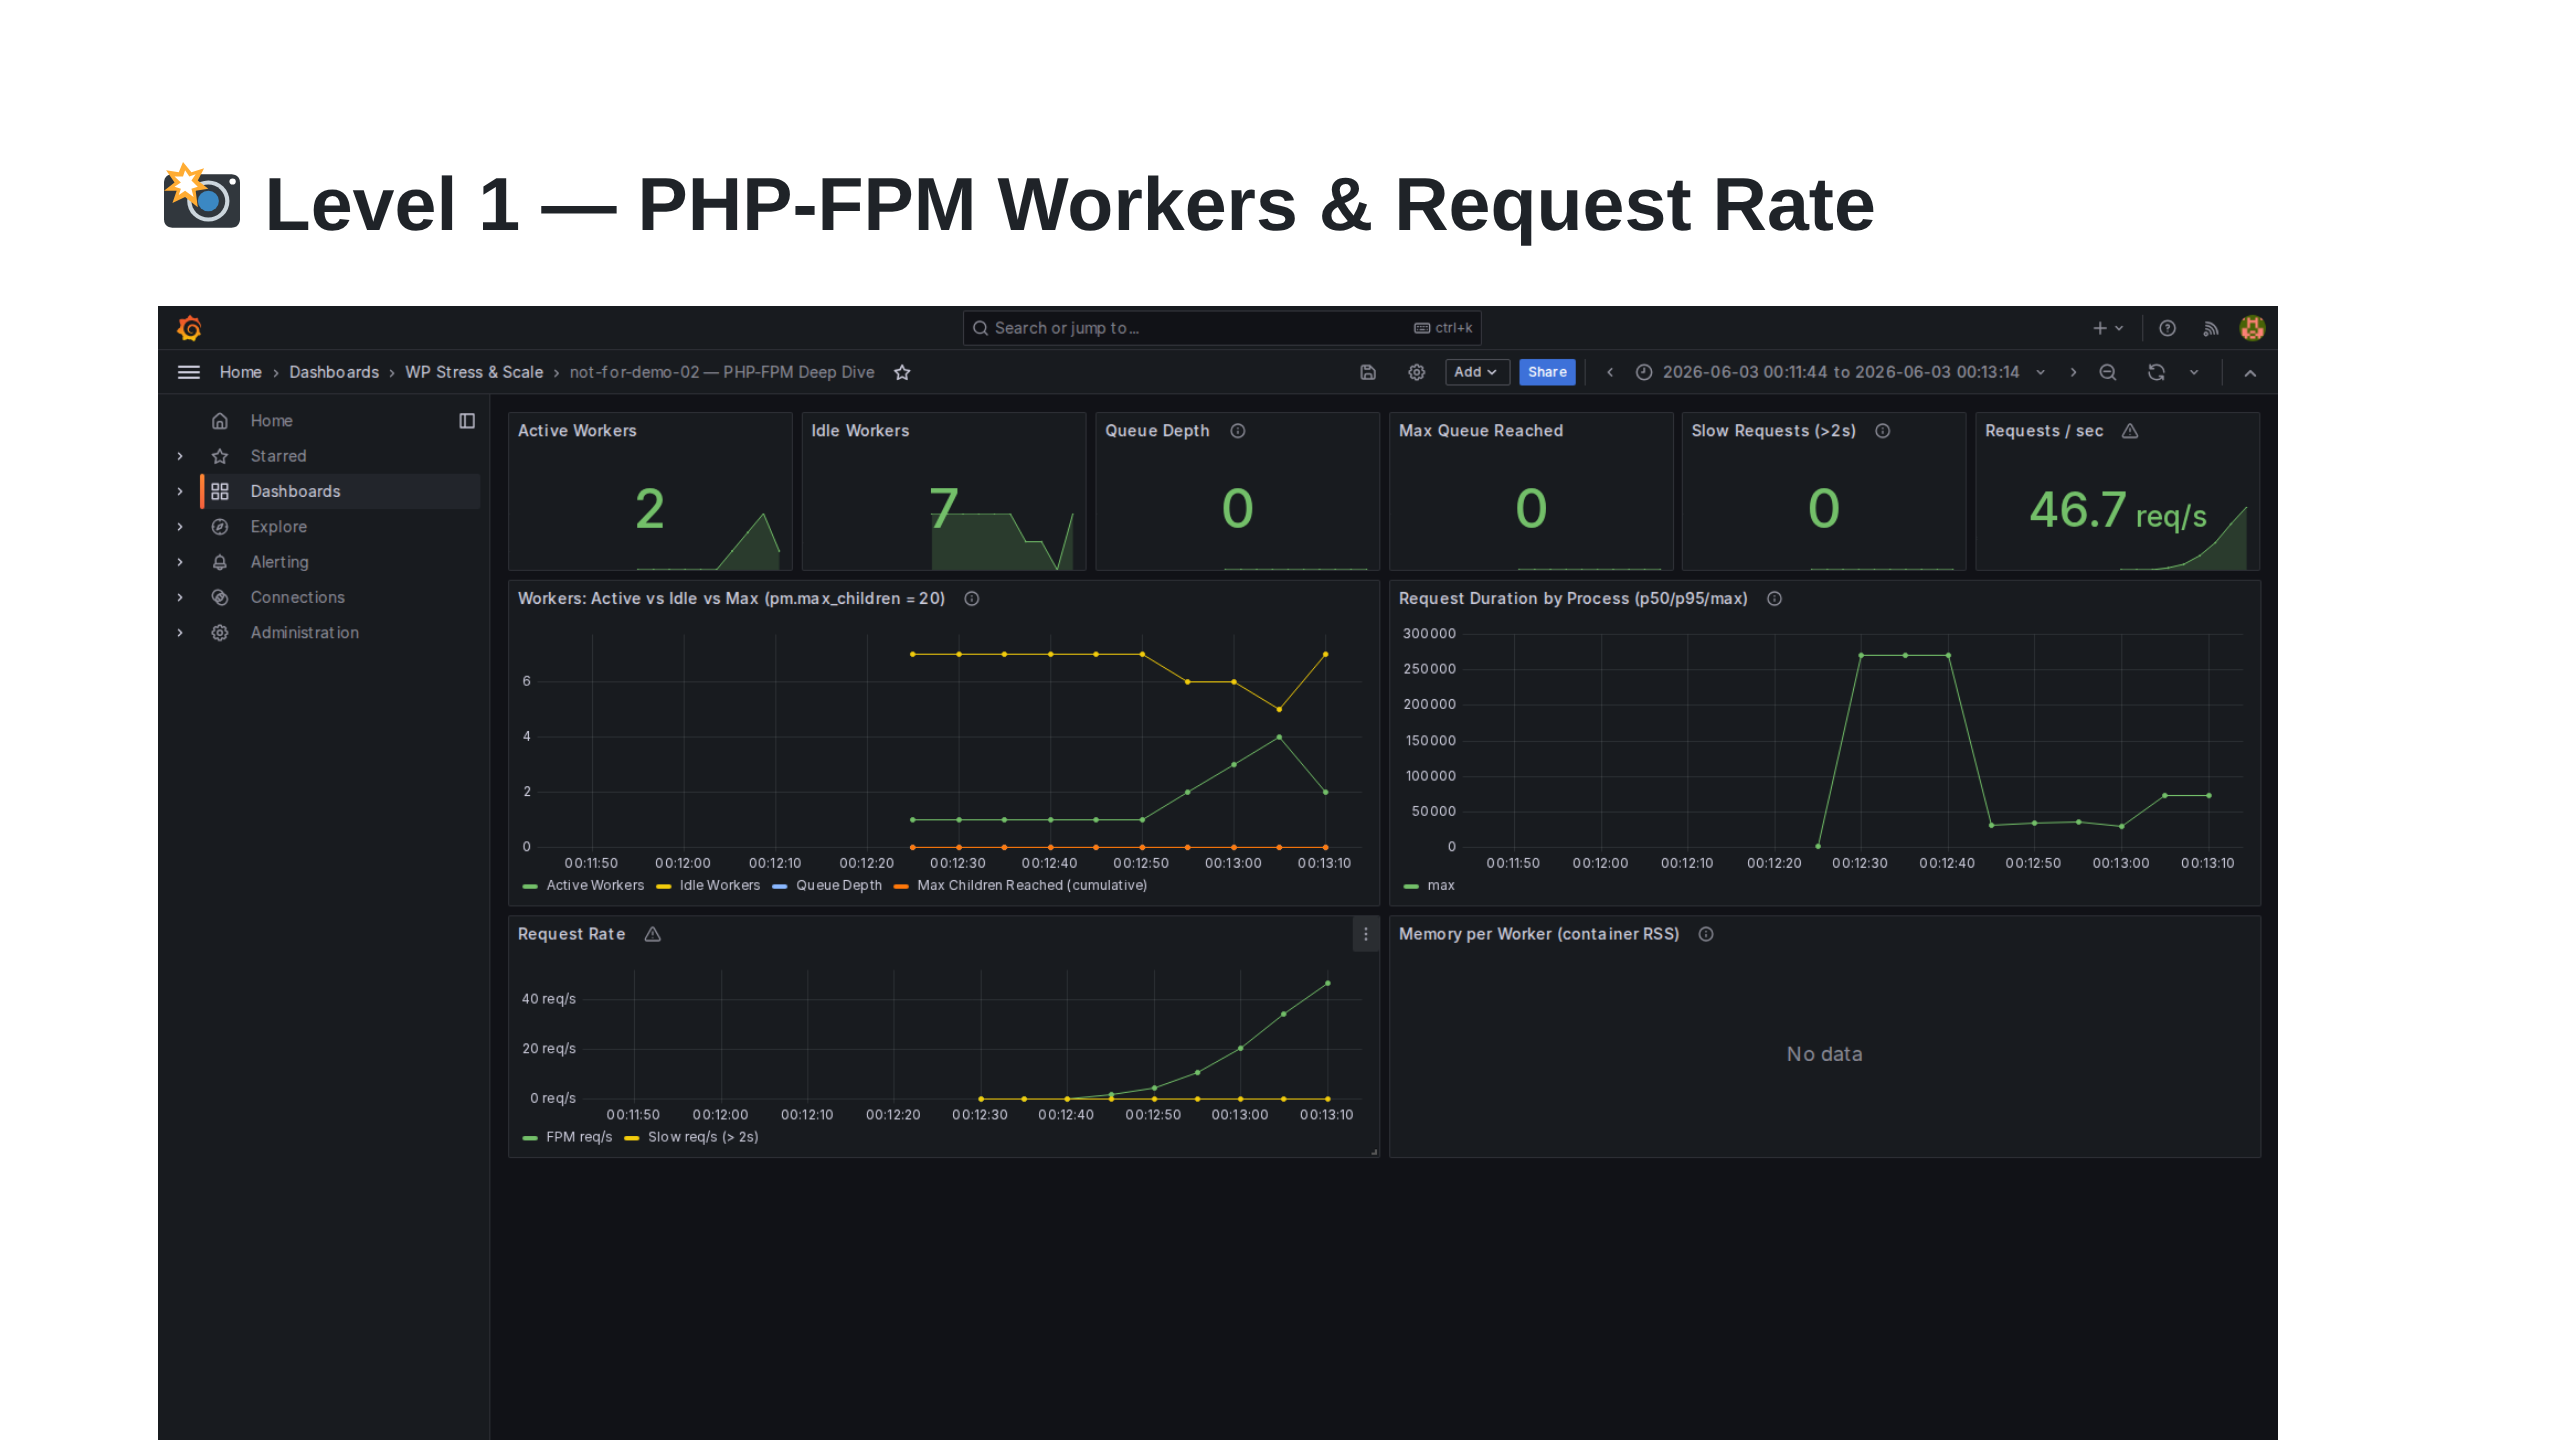 Level 1 — PHP-FPM Workers & Request Rate
Search or jump to...
ctrl+k
Home › Dashboards › WP Stress & Scale › not-for-demo-02 — PHP-FPM Deep Dive
Add
Share
2026-06-03 00:11:44 to 2026-06-03 00:13:14
Home
Starred
Dashboards
Explore
Alerting
Connections
Administration
Active Workers
2
Idle Workers
7
Queue Depth
0
Max Queue Reached
0
Slow Requests (>2s)
0
Requests / sec
46.7 req/s
Workers: Active vs Idle vs Max (pm.max_children = 20)
6
4
2
0
00:11:50 00:12:00 00:12:10 00:12:20 00:12:30 00:12:40 00:12:50 00:13:00 00:13:10
Active Workers Idle Workers Queue Depth Max Children Reached (cumulative)
Request Duration by Process (p50/p95/max)
300000
250000
200000
150000
100000
50000
0
00:11:50 00:12:00 00:12:10 00:12:20 00:12:30 00:12:40 00:12:50 00:13:00 00:13:10
max
Request Rate
40 req/s
20 req/s
0 req/s
00:11:50 00:12:00 00:12:10 00:12:20 00:12:30 00:12:40 00:12:50 00:13:00 00:13:10
FPM req/s Slow req/s (> 2s)
Memory per Worker (container RSS)
No data